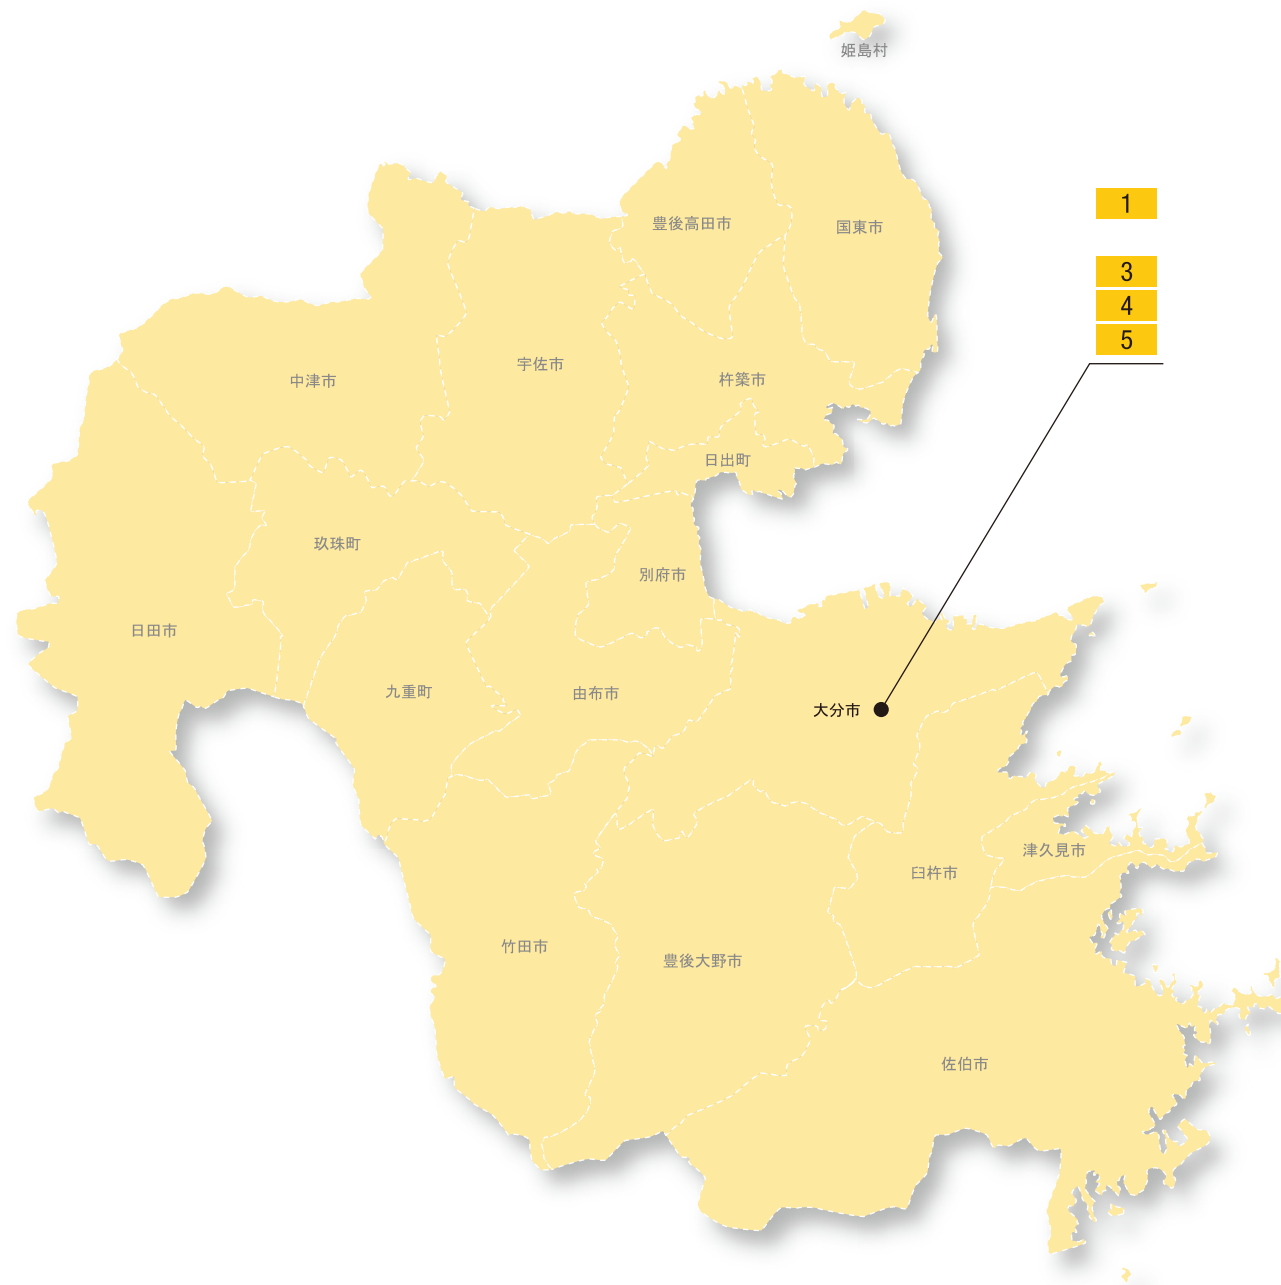 姫島村
1
豊後高田市
国東市
3
4
5
宇佐市
中津市
杵築市
日出町
玖珠町
別府市
日田市
九重町
由布市
大分市
津久見市
臼杵市
竹田市
豊後大野市
佐伯市